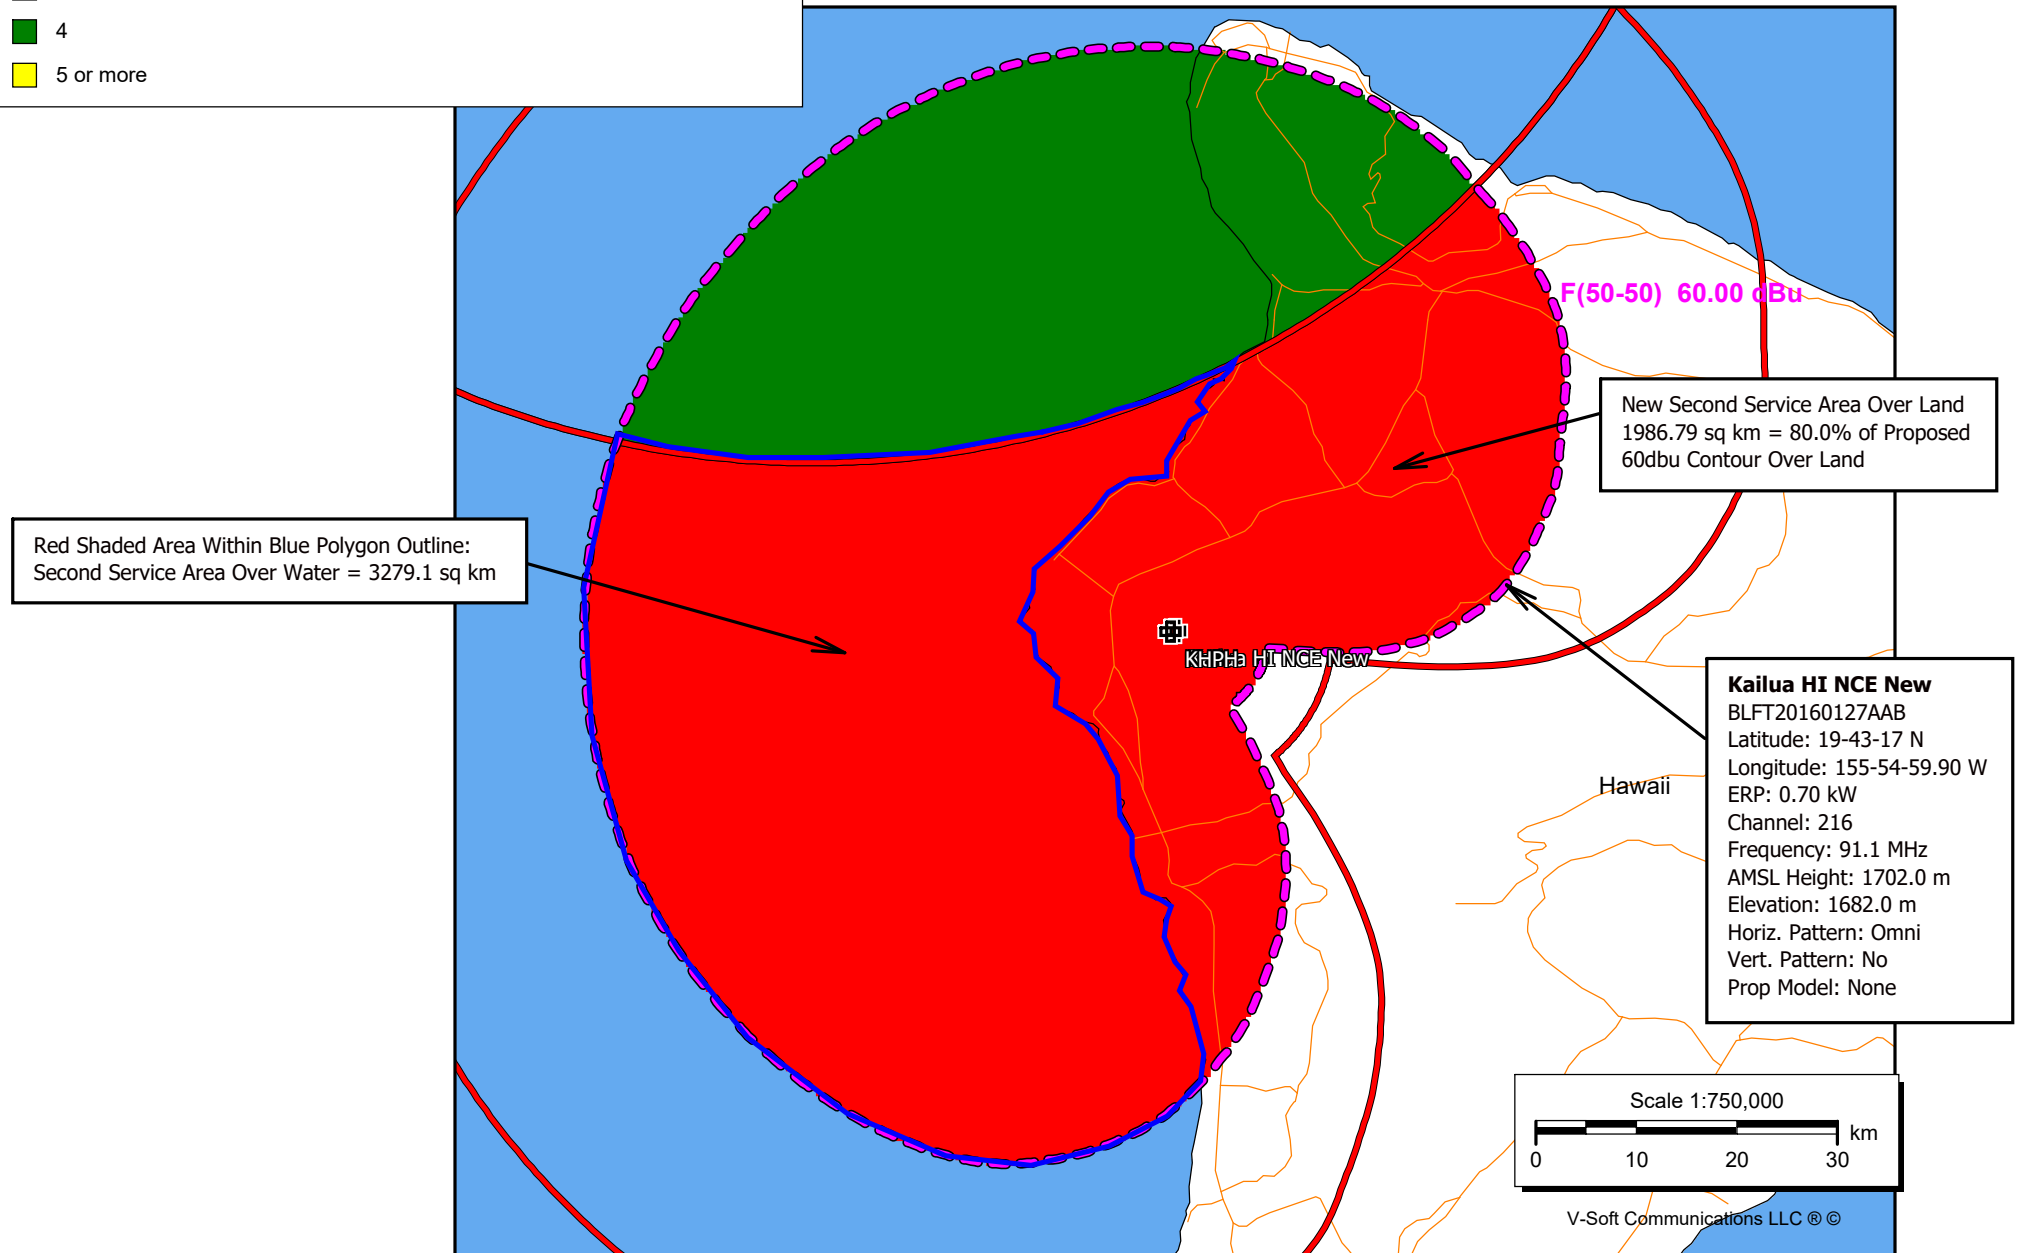 4
5 or more
F(50-50) 60.00 dBu
New Second Service Area Over Land
1986.79 sq km = 80.0% of Proposed
60dbu Contour Over Land
Red Shaded Area Within Blue Polygon Outline:
Second Service Area Over Water = 3279.1 sq km
HI NCE New
Kailua HI NCE New
BLFT20160127AAB
Latitude: 19-43-17 N
Longitude: 155-54-59.90 W
ERP: 0.70 kW
Channel: 216
Frequency: 91.1 MHz
AMSL Height: 1702.0 m
Elevation: 1682.0 m
Horiz. Pattern: Omni
Vert. Pattern: No
Prop Model: None
Hawaii
Scale 1:750,000
km
0 10 20 30
V-Soft Communications LLC ® ©